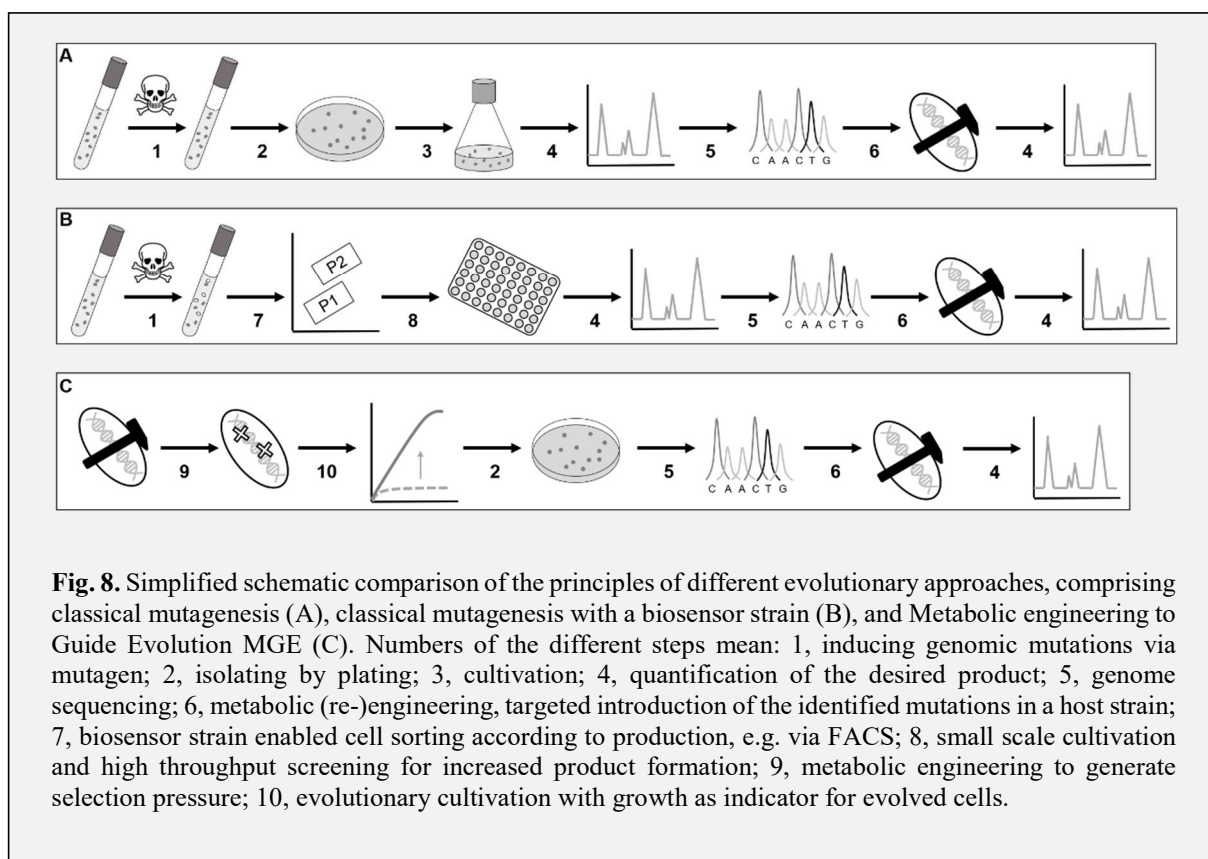 A
1 2 3 4 5 6 4
C A A C T G
B
P2
P1
1 7 8 4 5 6 4
C A A C T G
C
9 10 2 5 6 4
C A A C T G
Fig. 8. Simplified schematic comparison of the principles of different evolutionary approaches, comprising
classical mutagenesis (A), classical mutagenesis with a biosensor strain (B), and Metabolic engineering to
Guide Evolution MGE (C). Numbers of the different steps mean: 1, inducing genomic mutations via
mutagen; 2, isolating by plating; 3, cultivation; 4, quantification of the desired product; 5, genome
sequencing; 6, metabolic (re-)engineering, targeted introduction of the identified mutations in a host strain;
7, biosensor strain enabled cell sorting according to production, e.g. via FACS; 8, small scale cultivation
and high throughput screening for increased product formation; 9, metabolic engineering to generate
selection pressure; 10, evolutionary cultivation with growth as indicator for evolved cells.